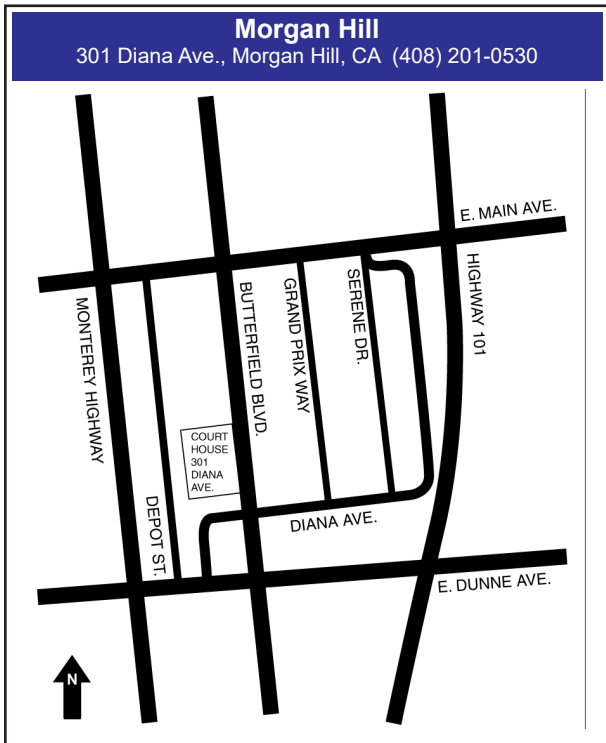 Morgan Hill
301 Diana Ave., Morgan Hill, CA (408) 201-0530
E. MAIN AVE.
MONTEREY HIGHWAY
DEPOT ST.
BUTTERFIELD BLVD.
GRAND PRIX WAY
SERENE DR.
HIGHWAY 101
COURT
HOUSE
301
DIANA
AVE.
DIANA AVE.
E. DUNNE AVE.
N